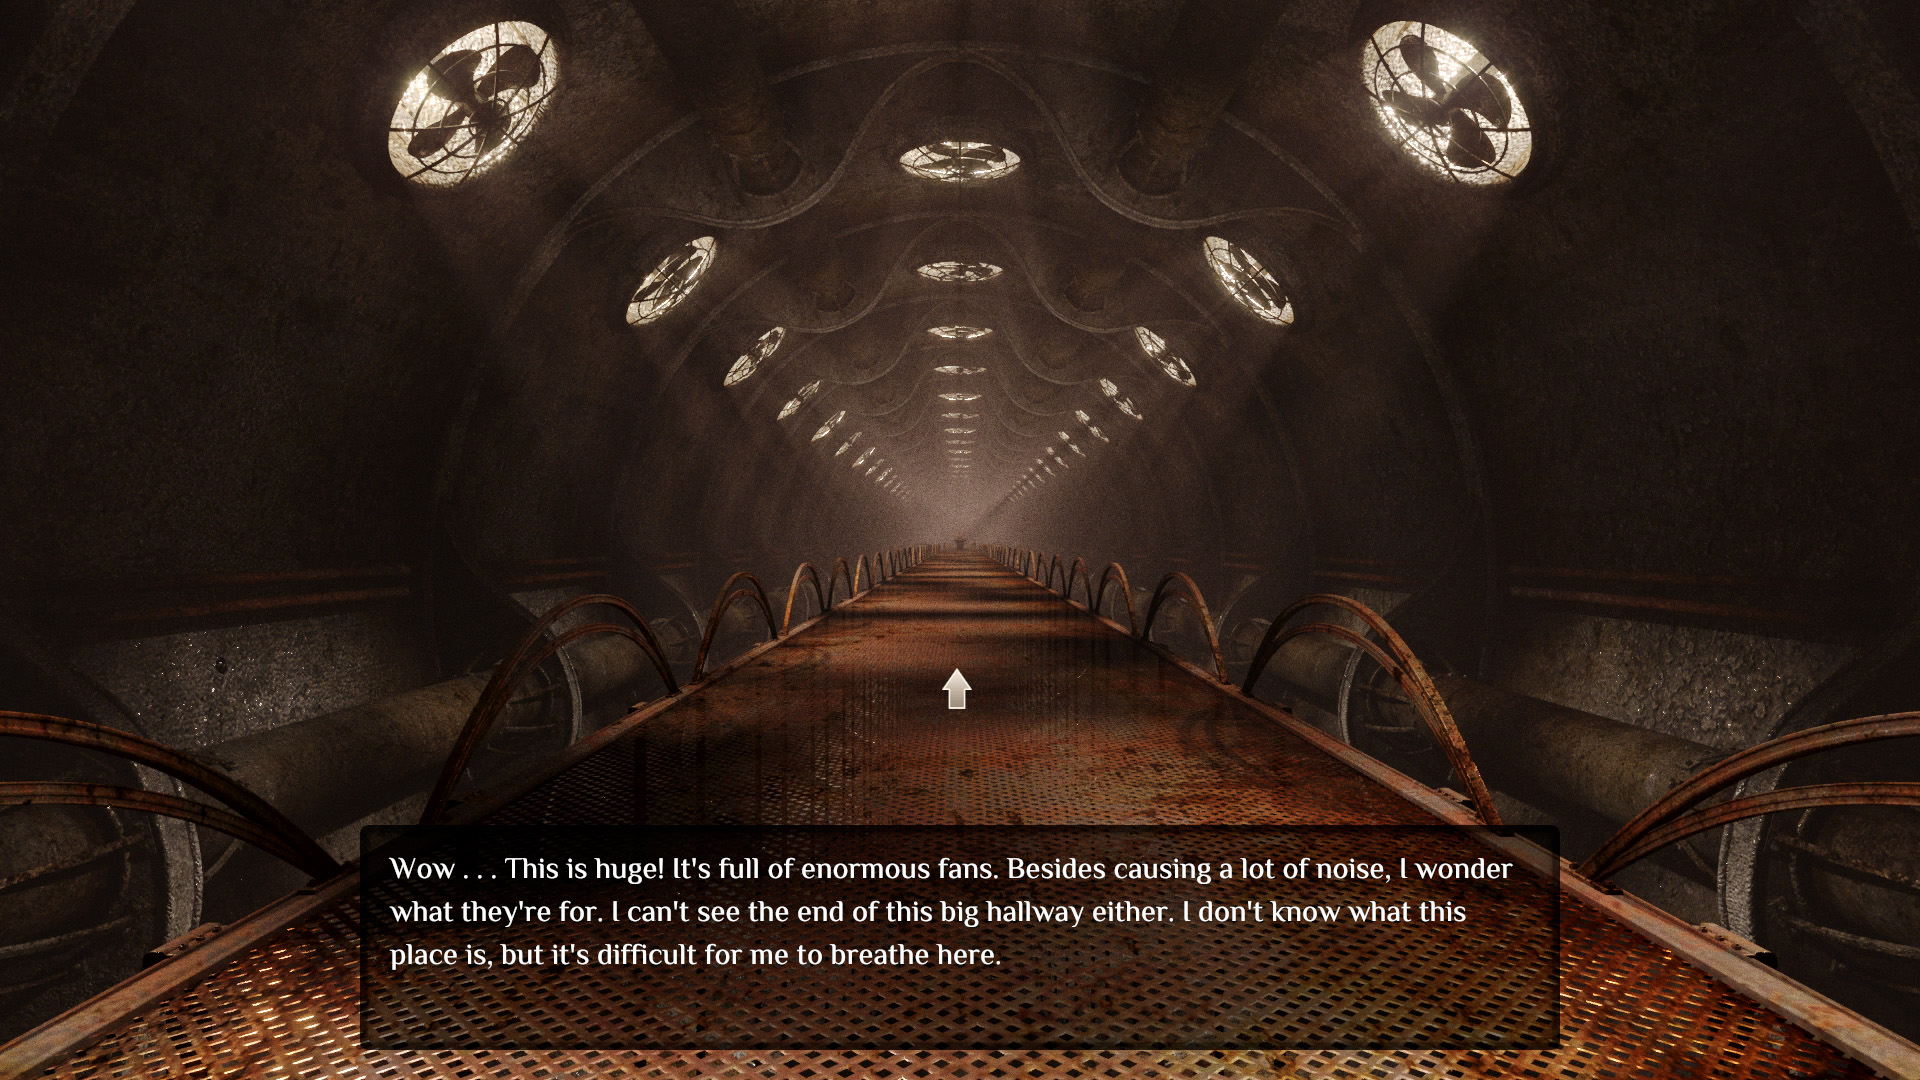 Wow . . . This is huge! It's full of enormous fans. Besides causing a lot of noise, I wonder
what they're for. I can't see the end of this big hallway either. I don't know what this
place is, but it's difficult for me to breathe here.